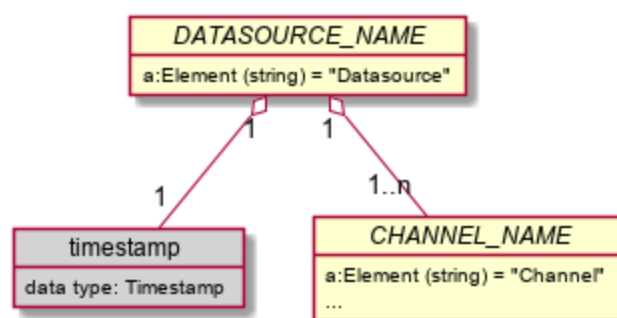 DATASOURCE_NAME
a:Element (string) = "Datasource"
1
1
1
1..n
timestamp
data type: Timestamp
CHANNEL_NAME
a:Element (string) = "Channel"
...